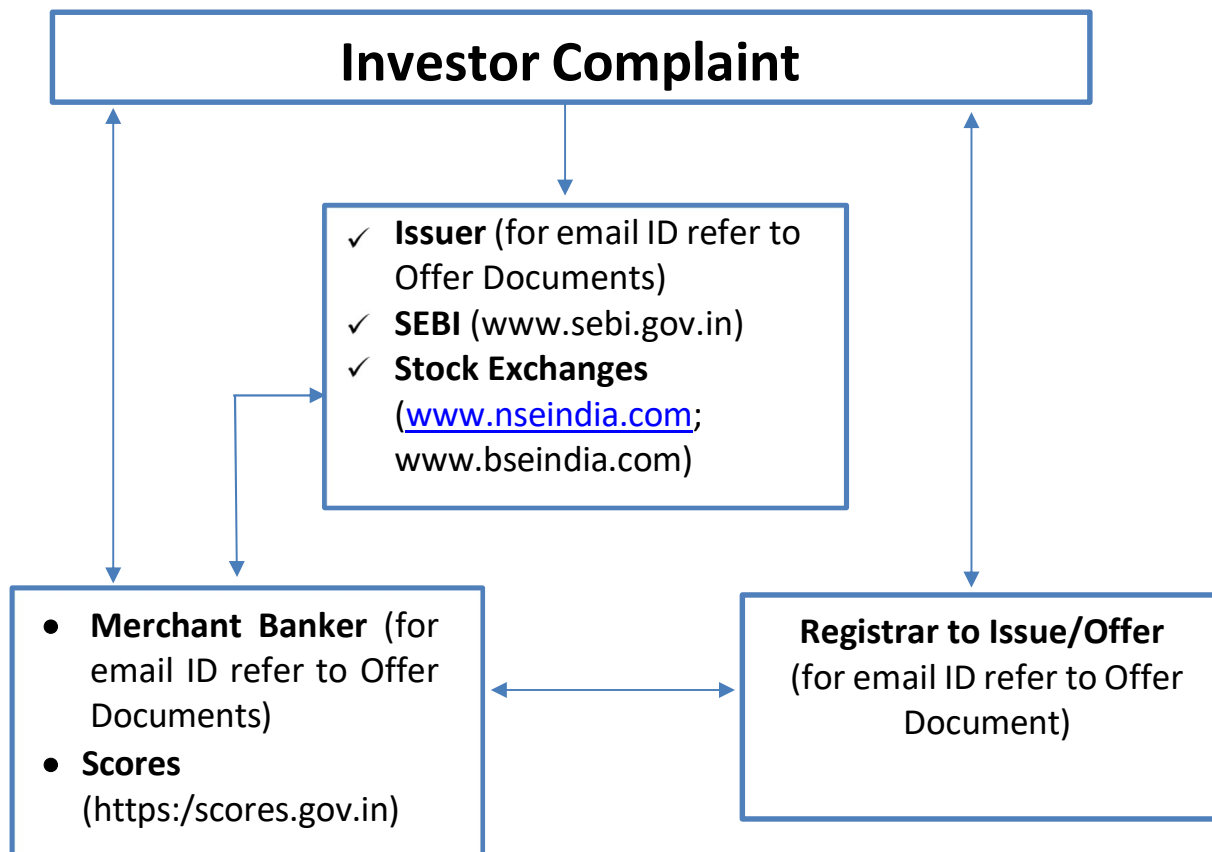 Investor Complaint
✓ Issuer (for email ID refer to
Offer Documents)
✓ SEBI (www.sebi.gov.in)
✓ Stock Exchanges
(www.nseindia.com;
www.bseindia.com)
● Merchant Banker (for
email ID refer to Offer
Documents)
● Scores
(https:/scores.gov.in)
Registrar to Issue/Offer
(for email ID refer to Offer
Document)